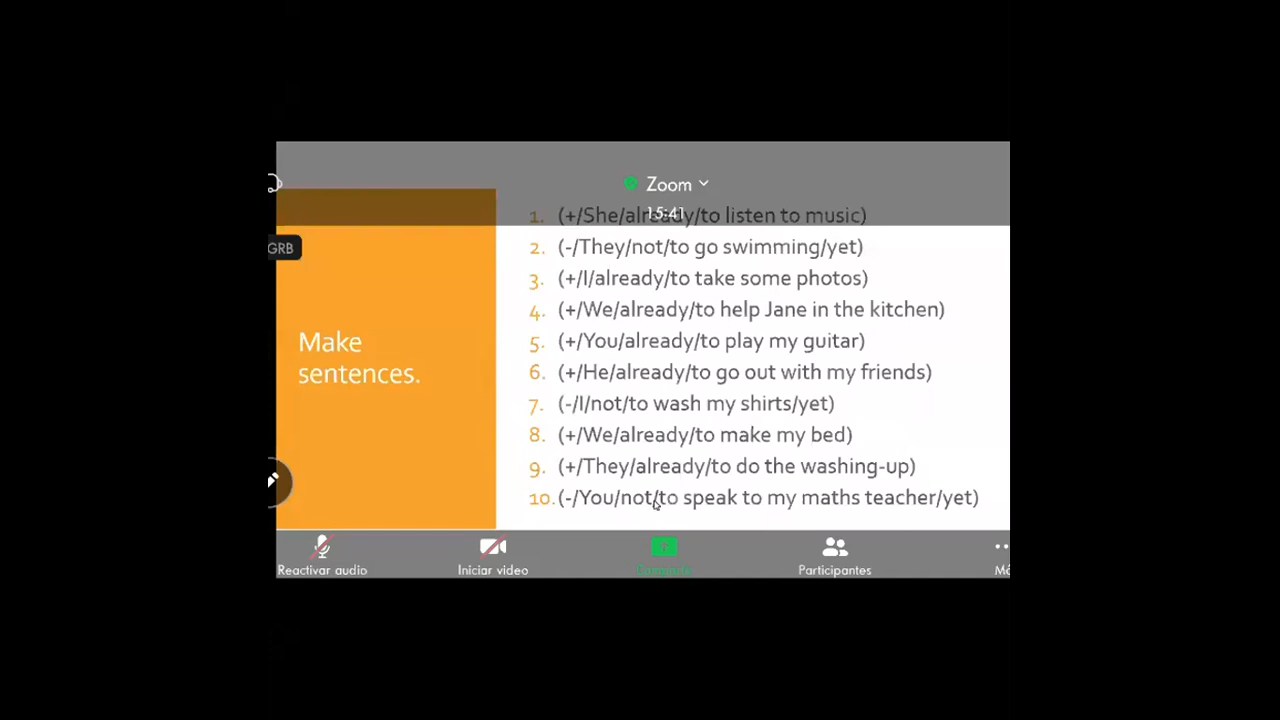 Zoom
15:41
1. (+/She/already/to listen to music)
GRB
2. (-/They/not/to go swimming/yet)
3. (+/I/already/to take some photos)
4. (+/We/already/to help Jane in the kitchen)
Make
sentences.
5. (+/You/already/to play my guitar)
6. (+/He/already/to go out with my friends)
7. (-/I/not/to wash my shirts/yet)
8. (+/We/already/to make my bed)
9. (+/They/already/to do the washing-up)
10. (-/You/not/to speak to my maths teacher/yet)
Reactivar audio
Iniciar video
Participantes